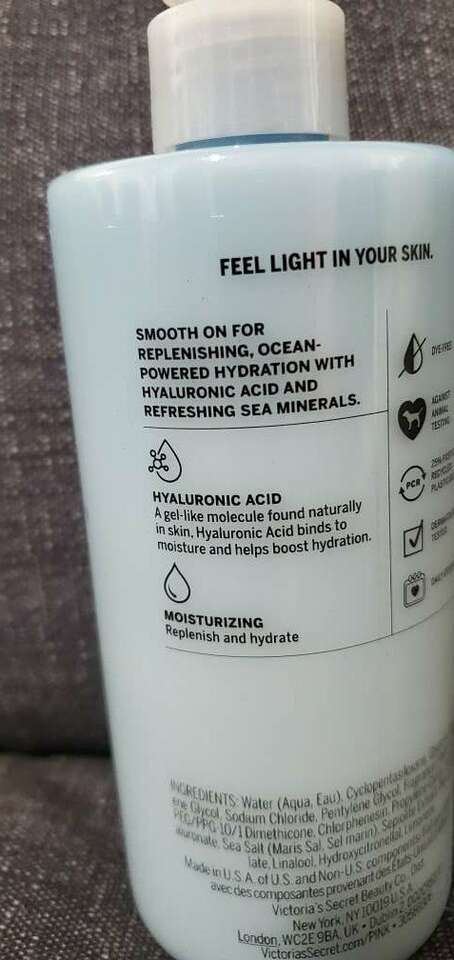 FEEL LIGHT IN YOUR SKIN.
SMOOTH ON FOR
REPLENISHING, OCEAN-
POWERED HYDRATION WITH
HYALURONIC ACID AND
REFRESHING SEA MINERALS.
HYALURONIC ACID
A gel-like molecule found naturally
in skin, Hyaluronic Acid binds to
moisture and helps boost hydration.
MOISTURIZING
Replenish and hydrate
DYE-FREE
AGAINST
ANIMAL
TESTING
PCR
TESTED
INGREDIENTS: Water (Aqua, Eau), Cyclopentasiloxane,
ene Glycol, Sodium Chloride, Pentylene Glycol,
PEG/PPG 10/1 Dimethicone, Chlorphenesin,
Sea Salt (Maris Sal, Sel marin),
Linalool, Hydroxycitronellal,
Made in U.S.A. of U.S. and Non-U.S. components.
avec des composantes provenant des États-Unis
Victoria's Secret Beauty Co., Dist.
New York, NY 10019 U.S.A.
London, WC2E 9BA, UK • Dublin
VictoriasSecret.com/PINK •